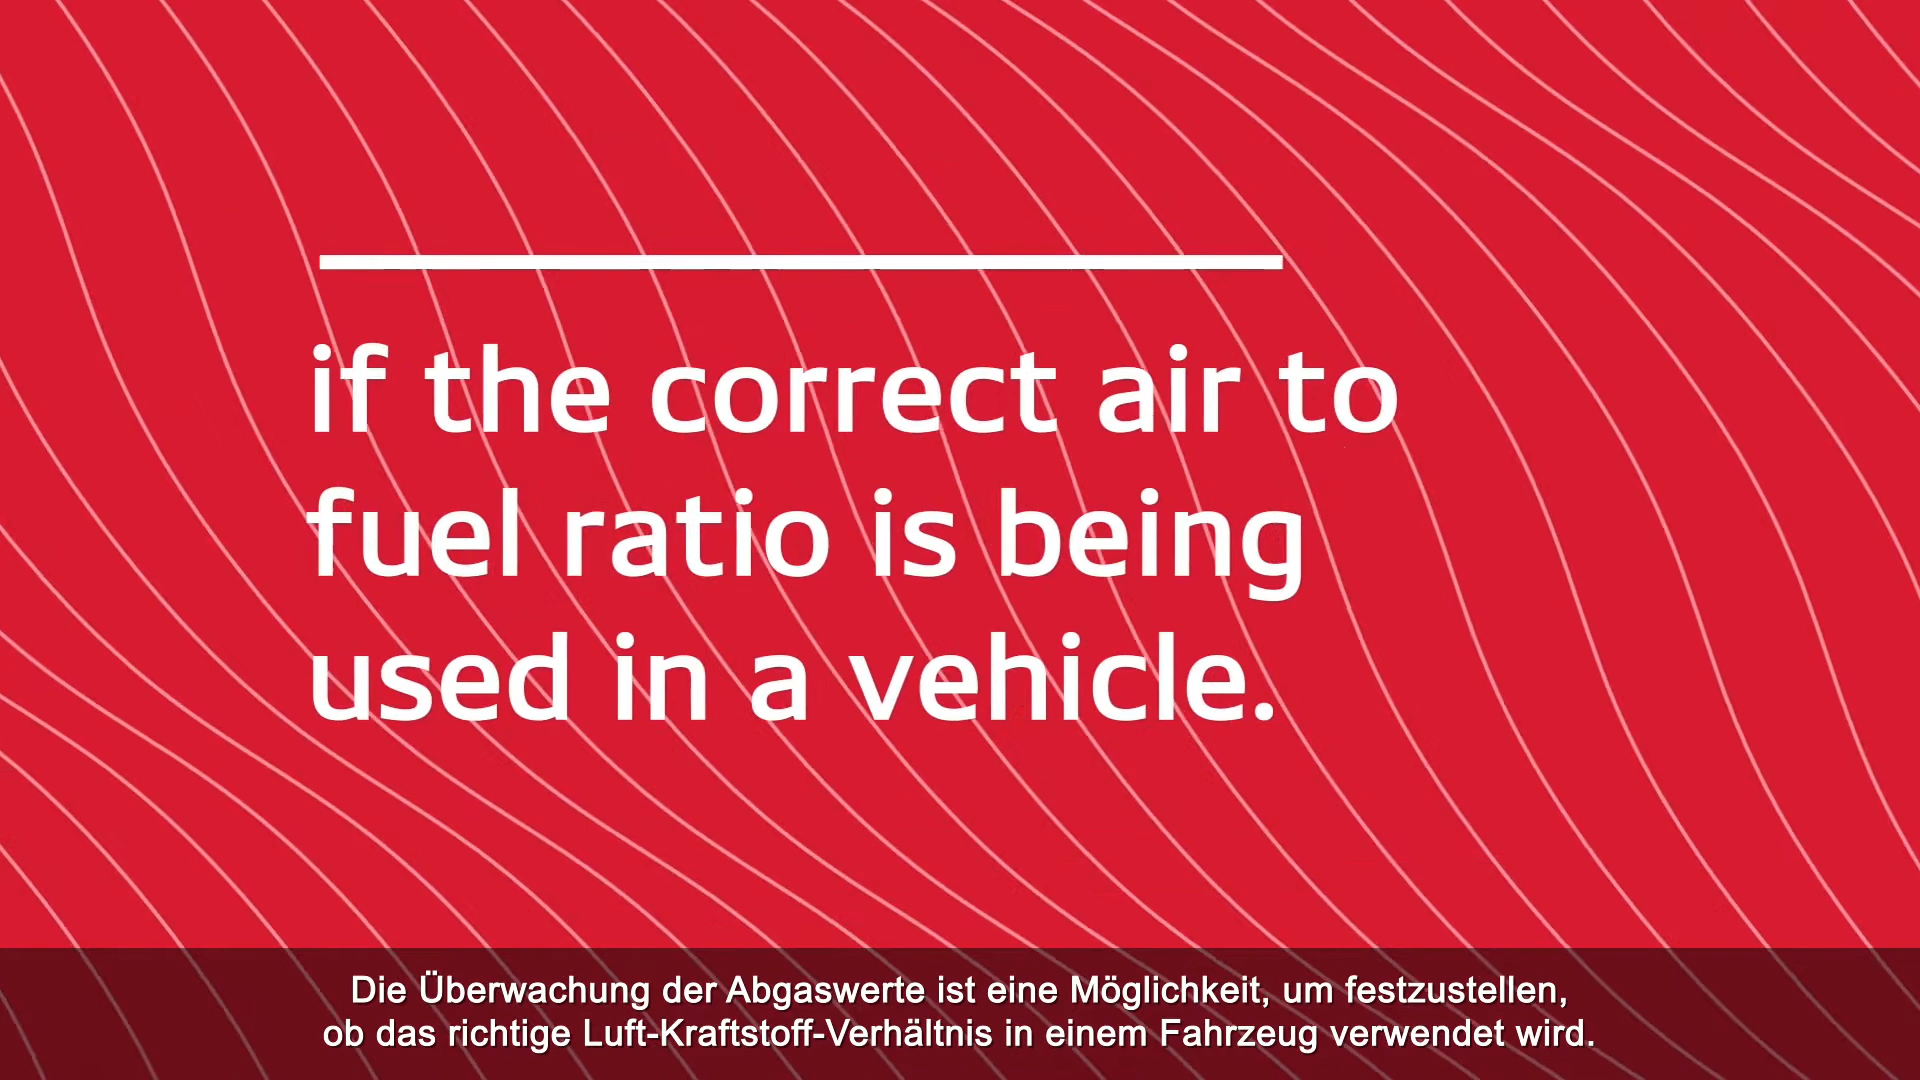 if the correct air to
fuel ratio is being
used in a vehicle.
Die Überwachung der Abgaswerte ist eine Möglichkeit, um festzustellen,
ob das richtige Luft-Kraftstoff-Verhältnis in einem Fahrzeug verwendet wird.